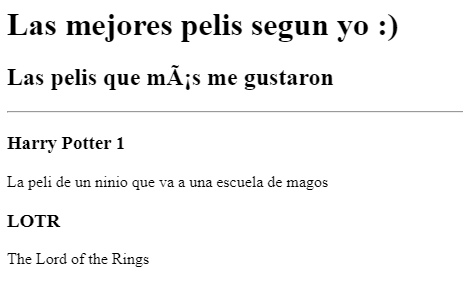 Las mejores pelis segun yo :)
Las pelis que mÃ¡s me gustaron
Harry Potter 1
La peli de un ninio que va a una escuela de magos
LOTR
The Lord of the Rings